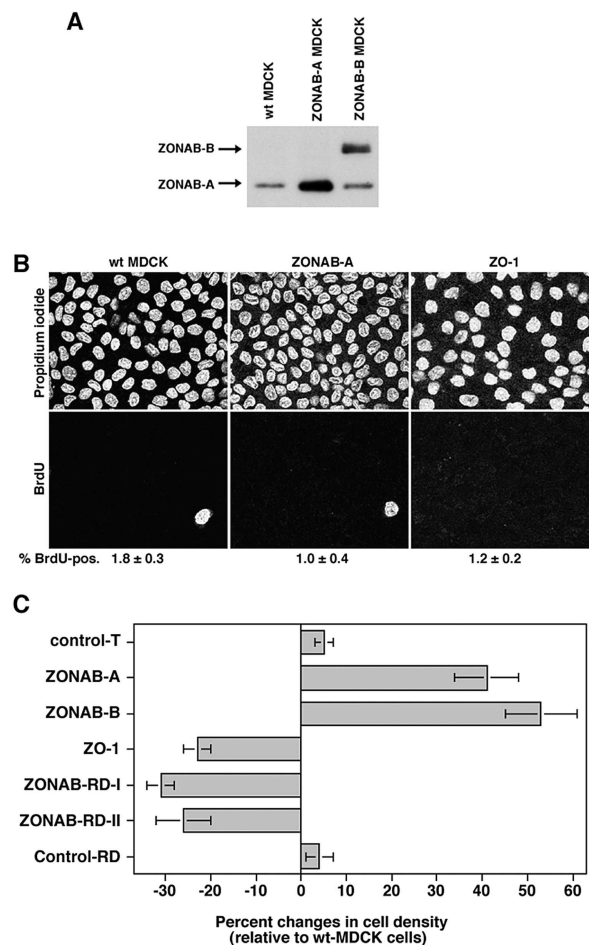 A
wt MDCK
ZONAB-A MDCK
ZONAB-B MDCK
ZONAB-B
ZONAB-A
B
wt MDCK ZONAB-A ZO-1
Propidium iodide
BrdU
% BrdU-pos. 1.8 ± 0.3 1.0 ± 0.4 1.2 ± 0.2
C
control-T
ZONAB-A
ZONAB-B
ZO-1
ZONAB-RD-I
ZONAB-RD-II
Control-RD
-30 -20 -10 0 10 20 30 40 50 60
Percent changes in cell density
(relative to wt-MDCK cells)